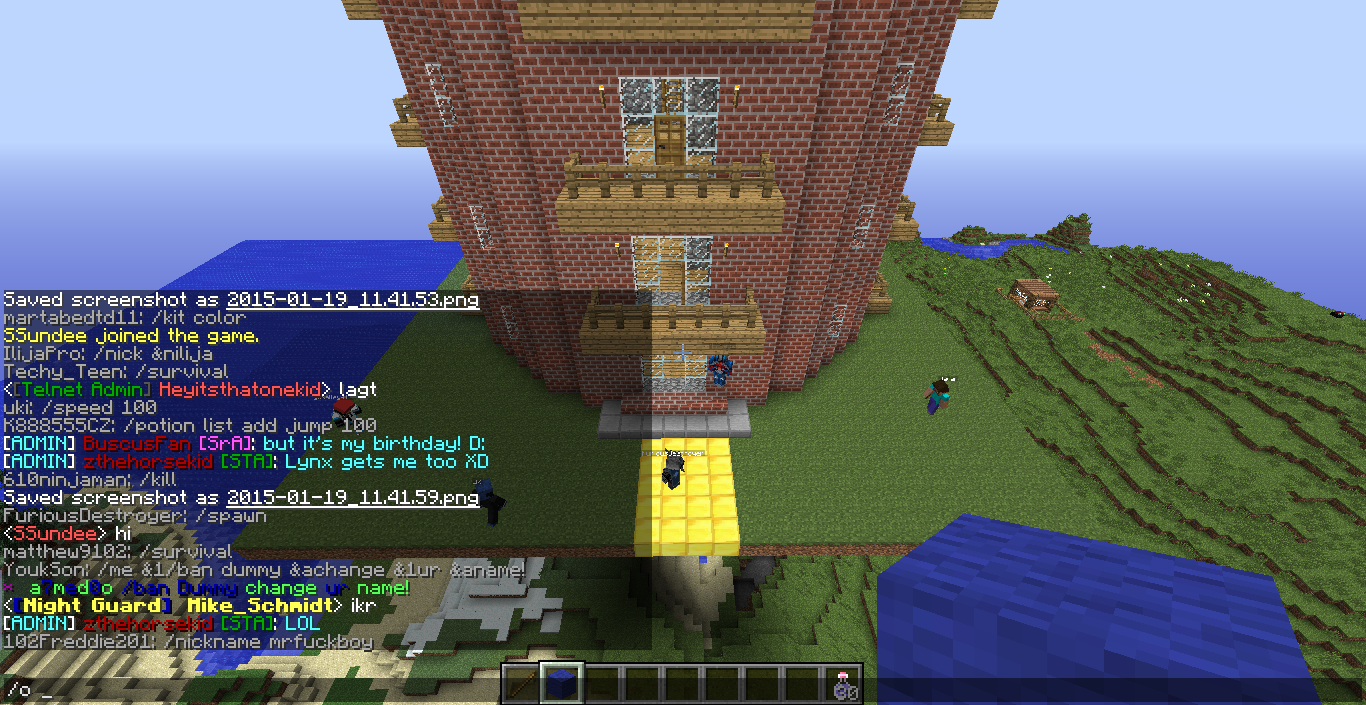 Saved screenshot as 2015-01-19_11.41.53.png
martabedtd11: /kit color
SSundee joined the game.
IlijaPro: /nick &nilija
Techy_Teen: /survival
<[Telnet Admin] Heyitsthatonekid> lagt
uki: /speed 100
K888555CZ: /potion list add jump 100
[ADMIN] BuscusFan [SrA]: but it's my birthday! D:
[ADMIN] zthehorsekid [STA]: Lynx gets me too XD
610ninjaman: /kill
Saved screenshot as 2015-01-19_11.41.59.png
FuriousDestroyer: /spawn
<SSundee> hi
matthew9102: /survival
YoukSon: /me &1/ban dummy &achange &1ur &aname!
/ban Dummy change ur name!
<[Night Guard] Mike_Schmidt> ikr
[ADMIN] zthehorsekid [STA]: LOL
102Freddie201: /nickname mrfuckboy
/o _
FuriousDestroyer